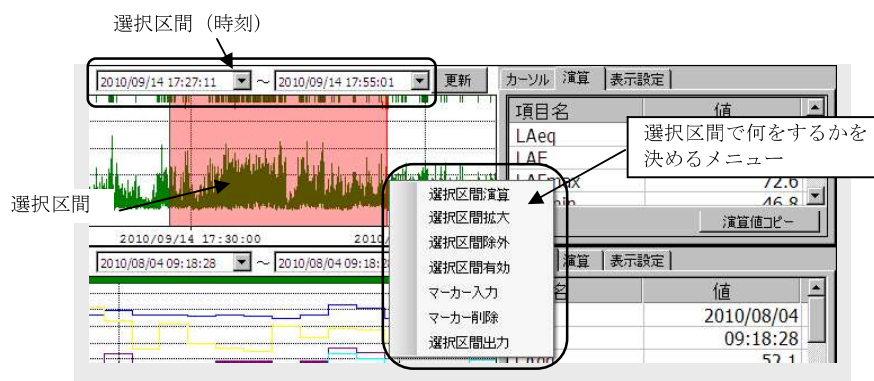 選択区間（時刻）
2010/09/14 17:27:11 ～ 2010/09/14 17:55:01 更新
カーソル 演算 表示設定
項目名 値
LAeq
LAE
選択区間で何をするかを
決めるメニュー
72.6
46.8
演算値コピー
選択区間
選択区間演算
選択区間拡大
選択区間除外
選択区間有効
マーカー入力
マーカー削除
選択区間出力
2010/09/14 17:30:00
2010/08/04 09:18:28 ～ 2010/08/04 09:18:2
演算 表示設定
名 値
2010/08/04
09:18:28
52.1